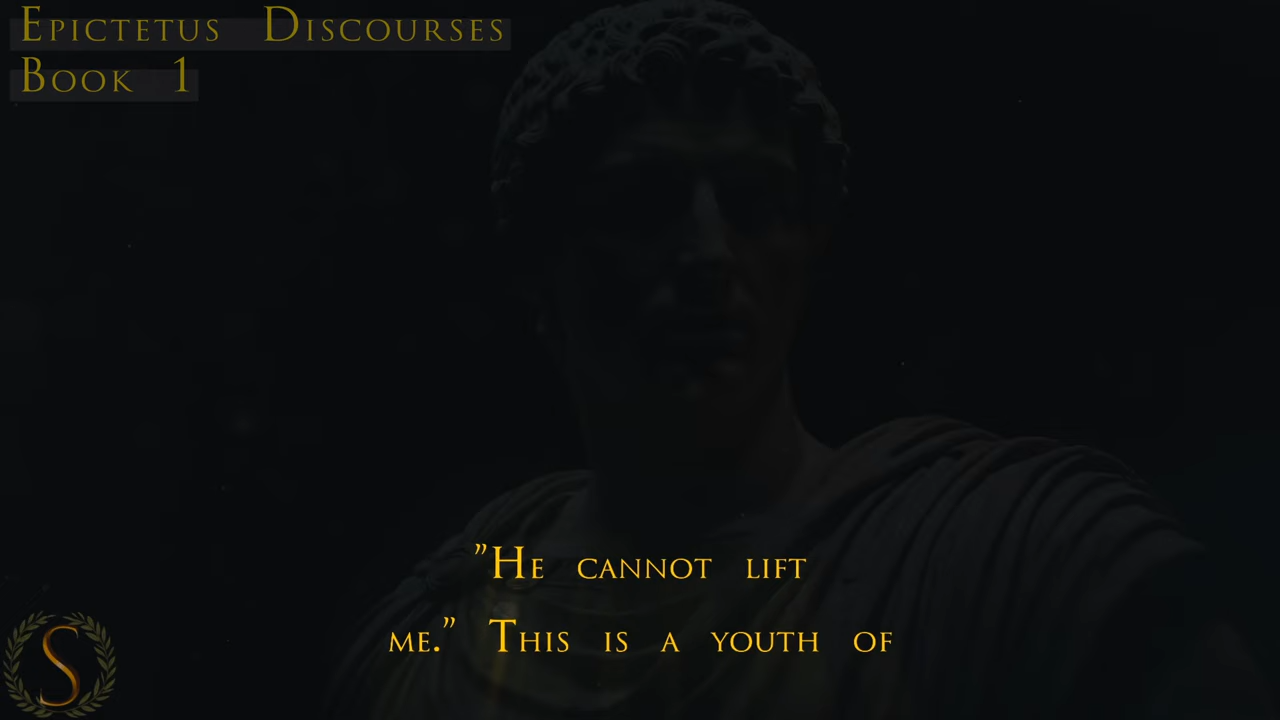 Epictetus Discourses
Book 1
”He cannot lift
me.” This is a youth of
S